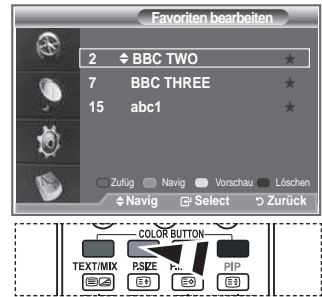 Favoriten bearbeiten
2 BBC TWO ★
7 BBC THREE ★
15 abc1 ★
Zufüg Navig Vorschau Löschen
Navig Select Zurück
COLOR BUTTON
TEXT/MIX P.SIZE PIP